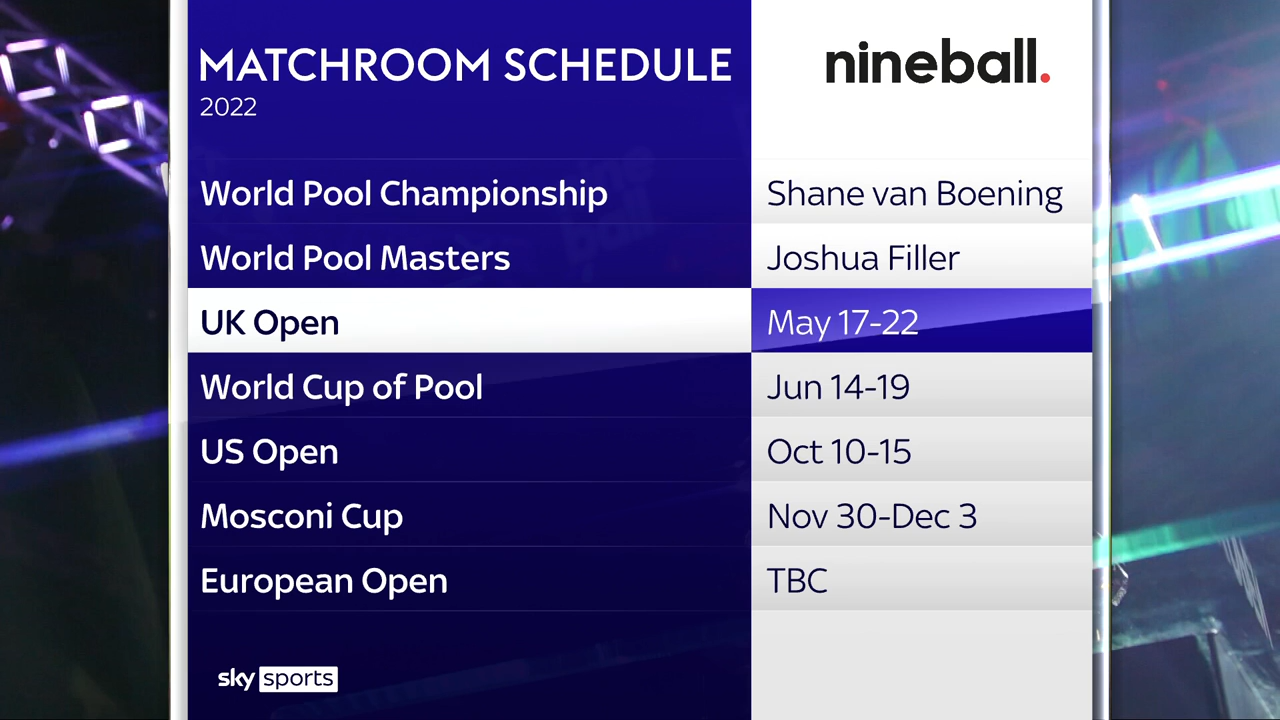 MATCHROOM SCHEDULE
2022
nineball.
World Pool Championship Shane van Boening
World Pool Masters Joshua Filler
UK Open May 17-22
World Cup of Pool Jun 14-19
US Open Oct 10-15
Mosconi Cup Nov 30-Dec 3
European Open TBC
sky sports